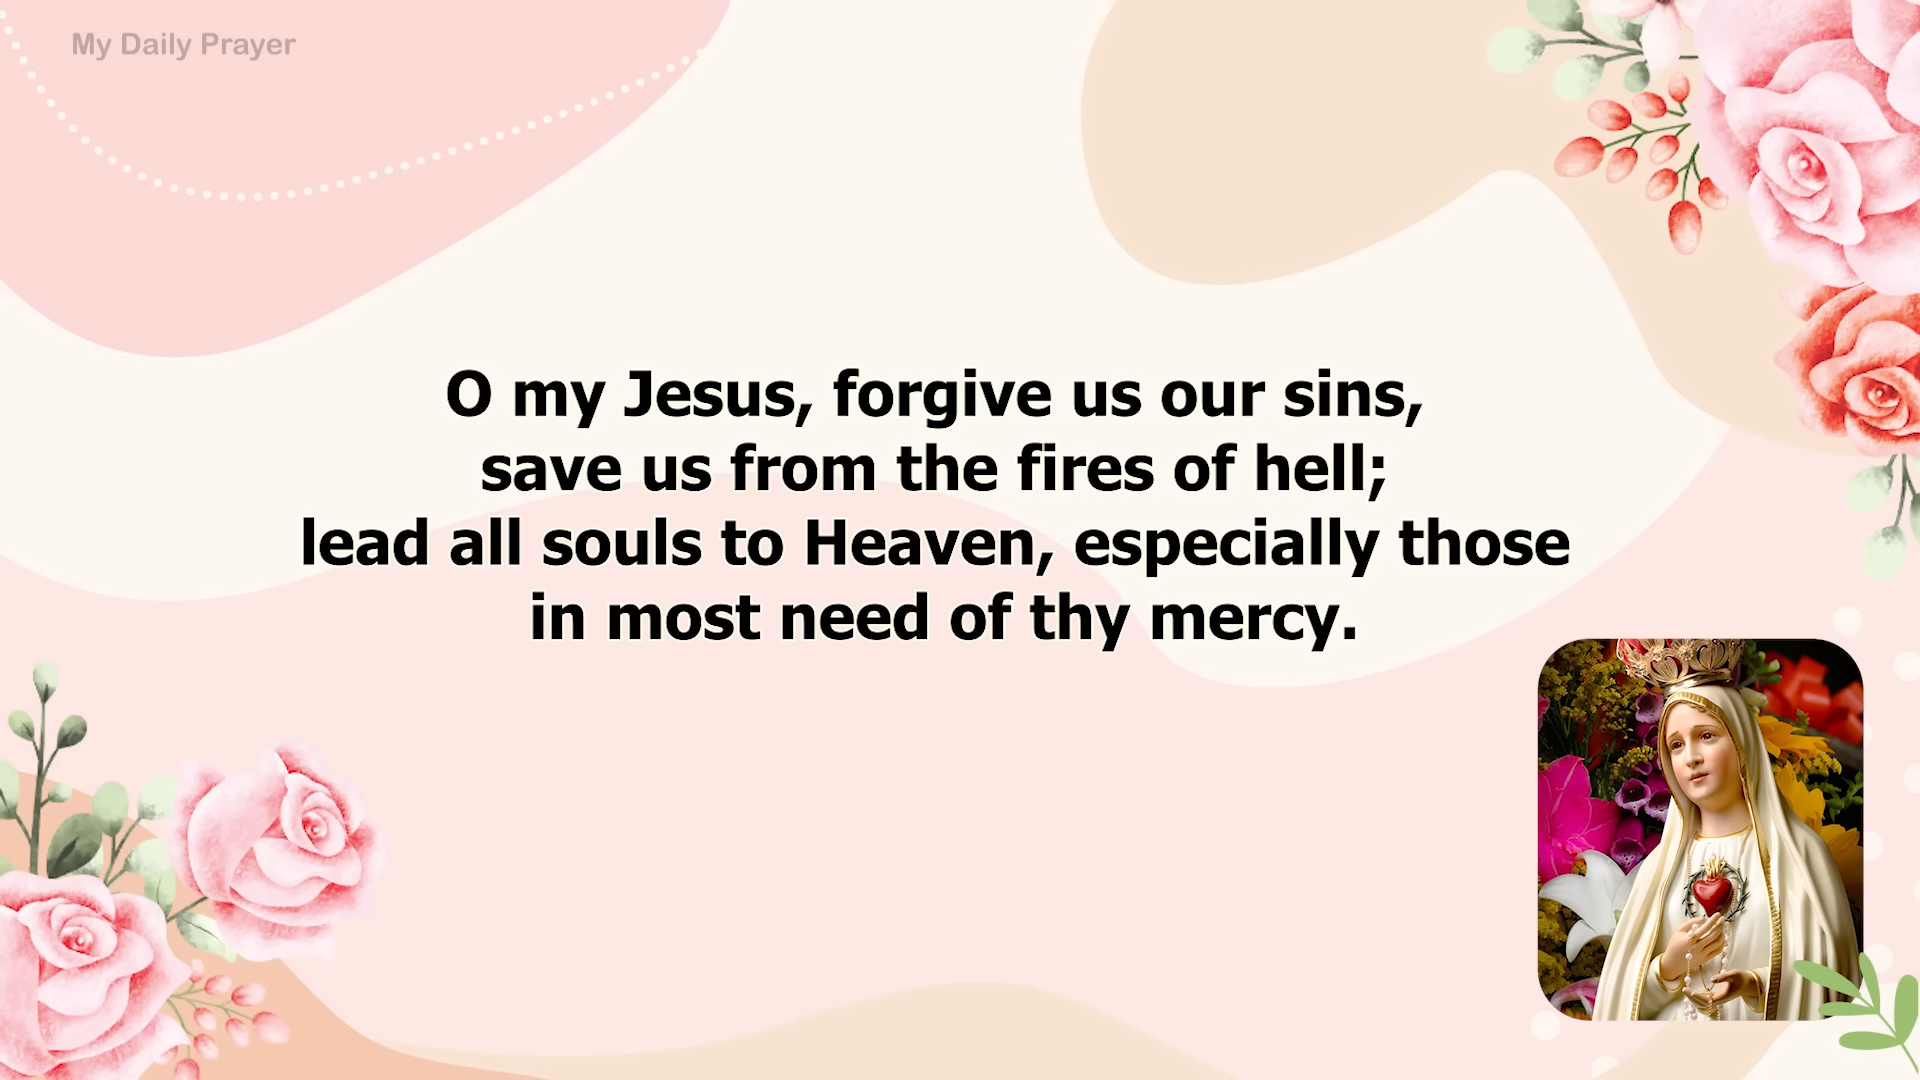 My Daily Prayer
O my Jesus, forgive us our sins,
save us from the fires of hell;
lead all souls to Heaven, especially those
in most need of thy mercy.